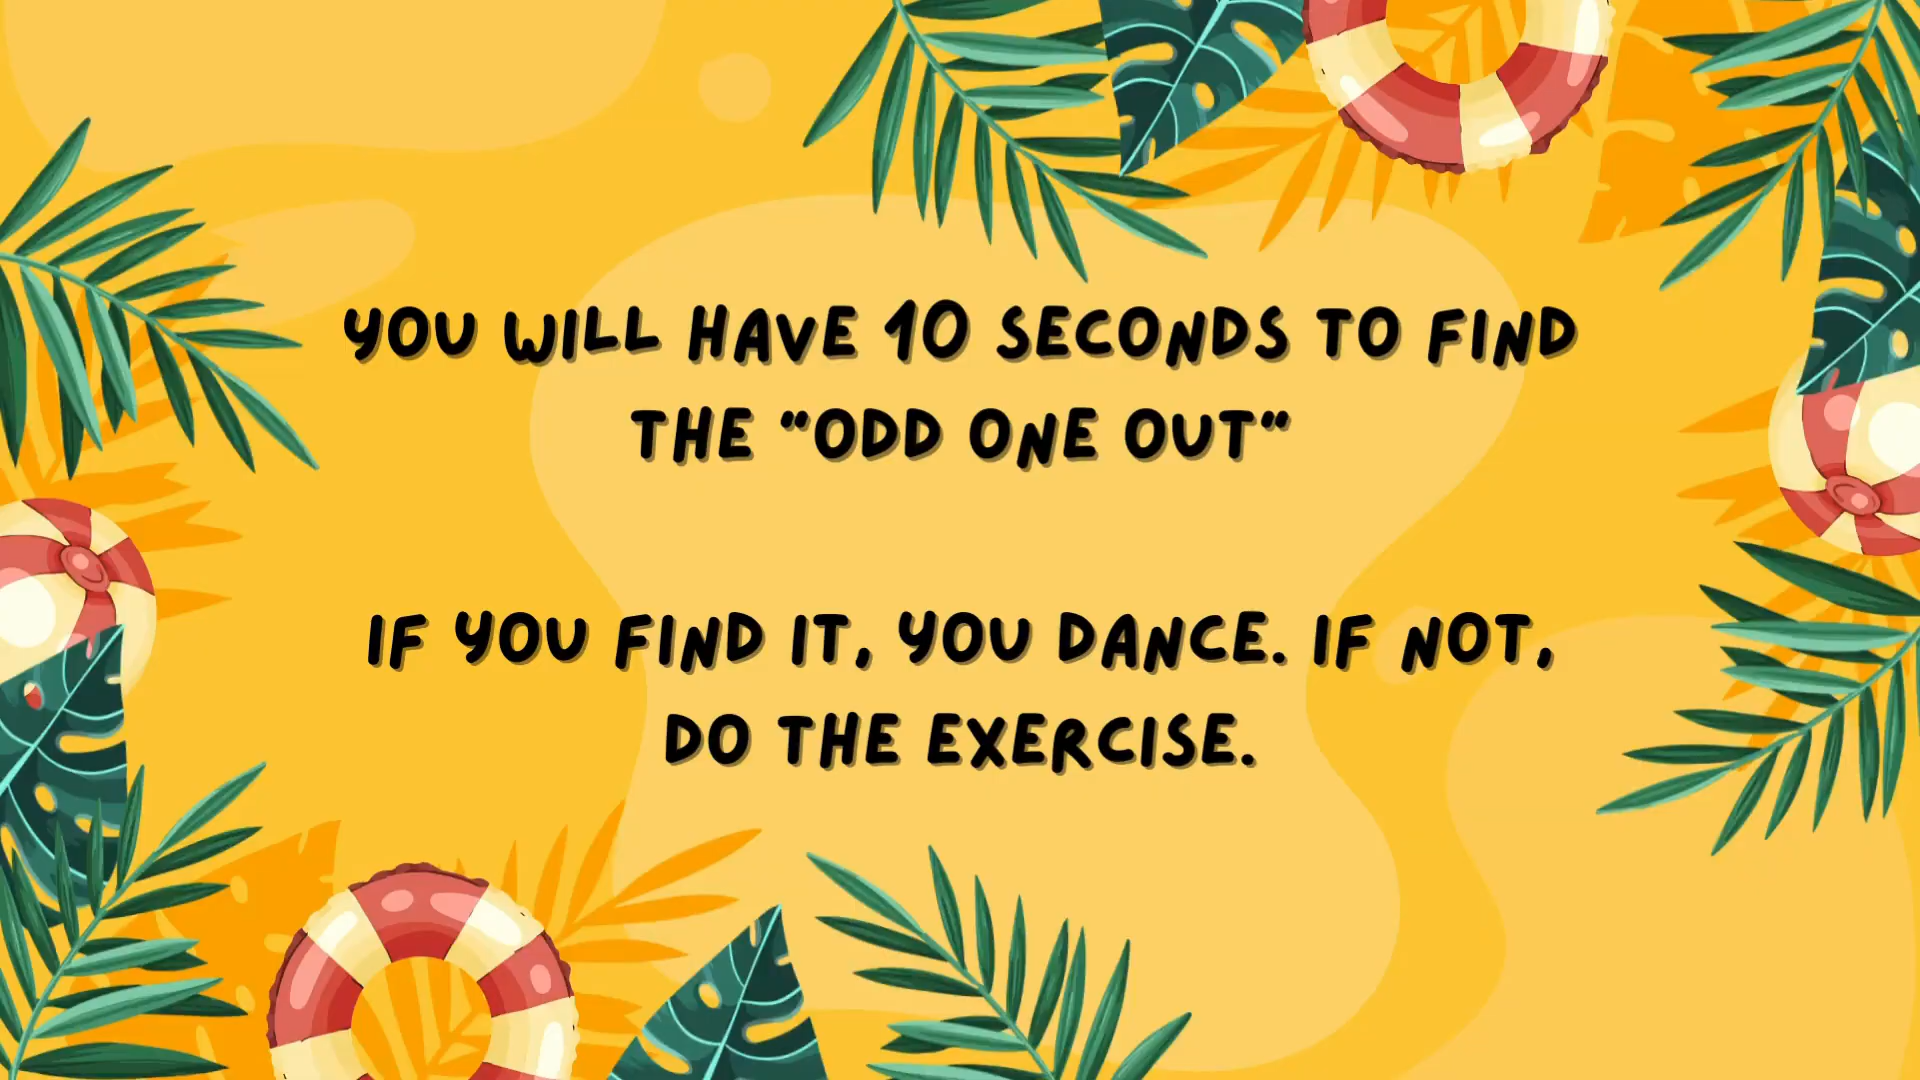 YOU WILL HAVE 10 SECONDS TO FIND
THE "ODD ONE OUT"
IF YOU FIND IT, YOU DANCE. IF NOT,
DO THE EXERCISE.